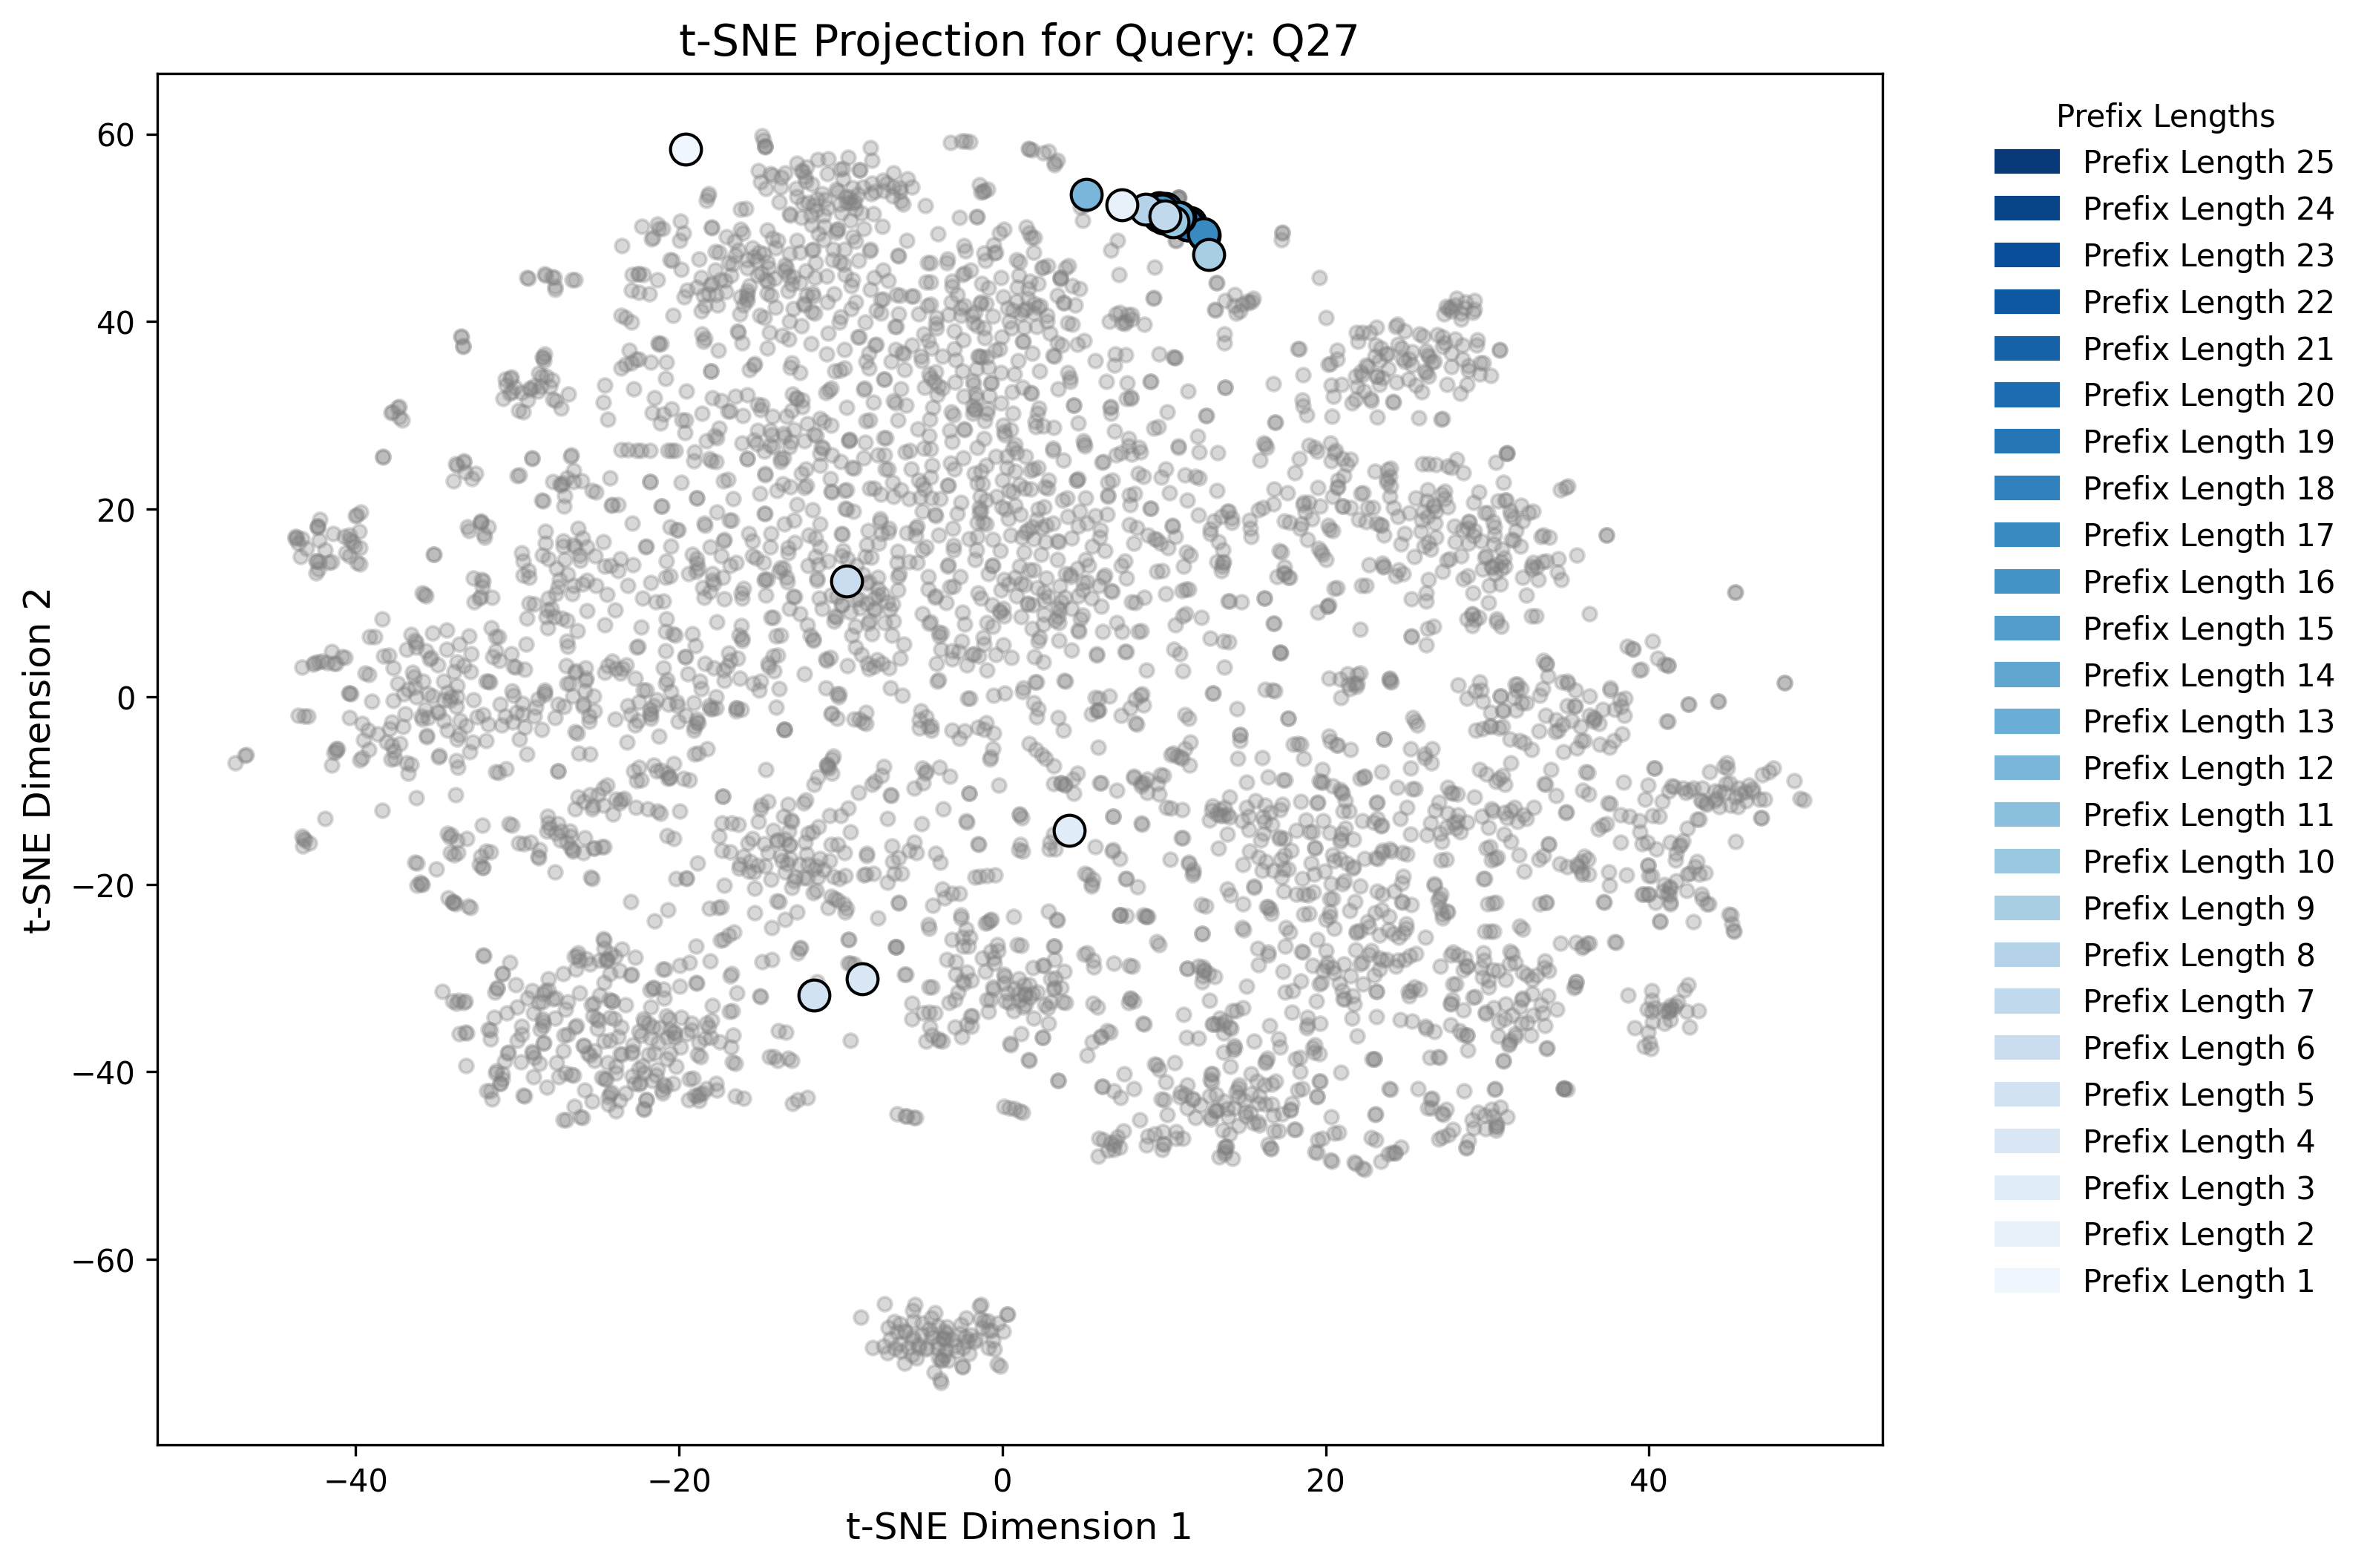 t-SNE Projection for Query: Q27
t-SNE Dimension 2
60
40
20
0
−20
−40
−60
−40
−20
0
20
40
t-SNE Dimension 1
Prefix Lengths
Prefix Length 25
Prefix Length 24
Prefix Length 23
Prefix Length 22
Prefix Length 21
Prefix Length 20
Prefix Length 19
Prefix Length 18
Prefix Length 17
Prefix Length 16
Prefix Length 15
Prefix Length 14
Prefix Length 13
Prefix Length 12
Prefix Length 11
Prefix Length 10
Prefix Length 9
Prefix Length 8
Prefix Length 7
Prefix Length 6
Prefix Length 5
Prefix Length 4
Prefix Length 3
Prefix Length 2
Prefix Length 1